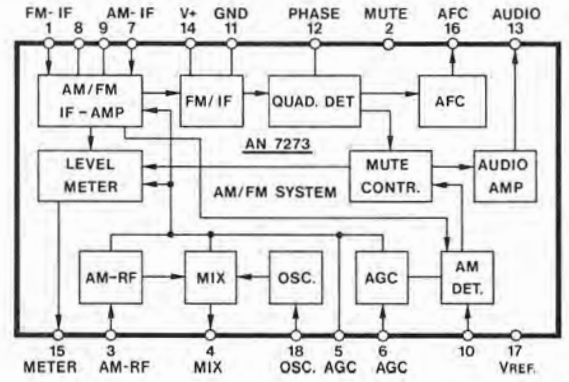 FM-IF AM-IF V+ GND PHASE MUTE AFC AUDIO
1 8 9 7 14 11 12 2 16 13
AM/FM
IF-AMP
FM/IF
QUAD. DET
AFC
AN 7273
LEVEL
METER
AM/FM SYSTEM
MUTE
CONTR.
AUDIO
AMP
AM-RF
MIX
OSC.
AGC
AM
DET.
15 3 4 18 5 6 10 17
METER AM-RF MIX OSC. AGC AGC VREF.